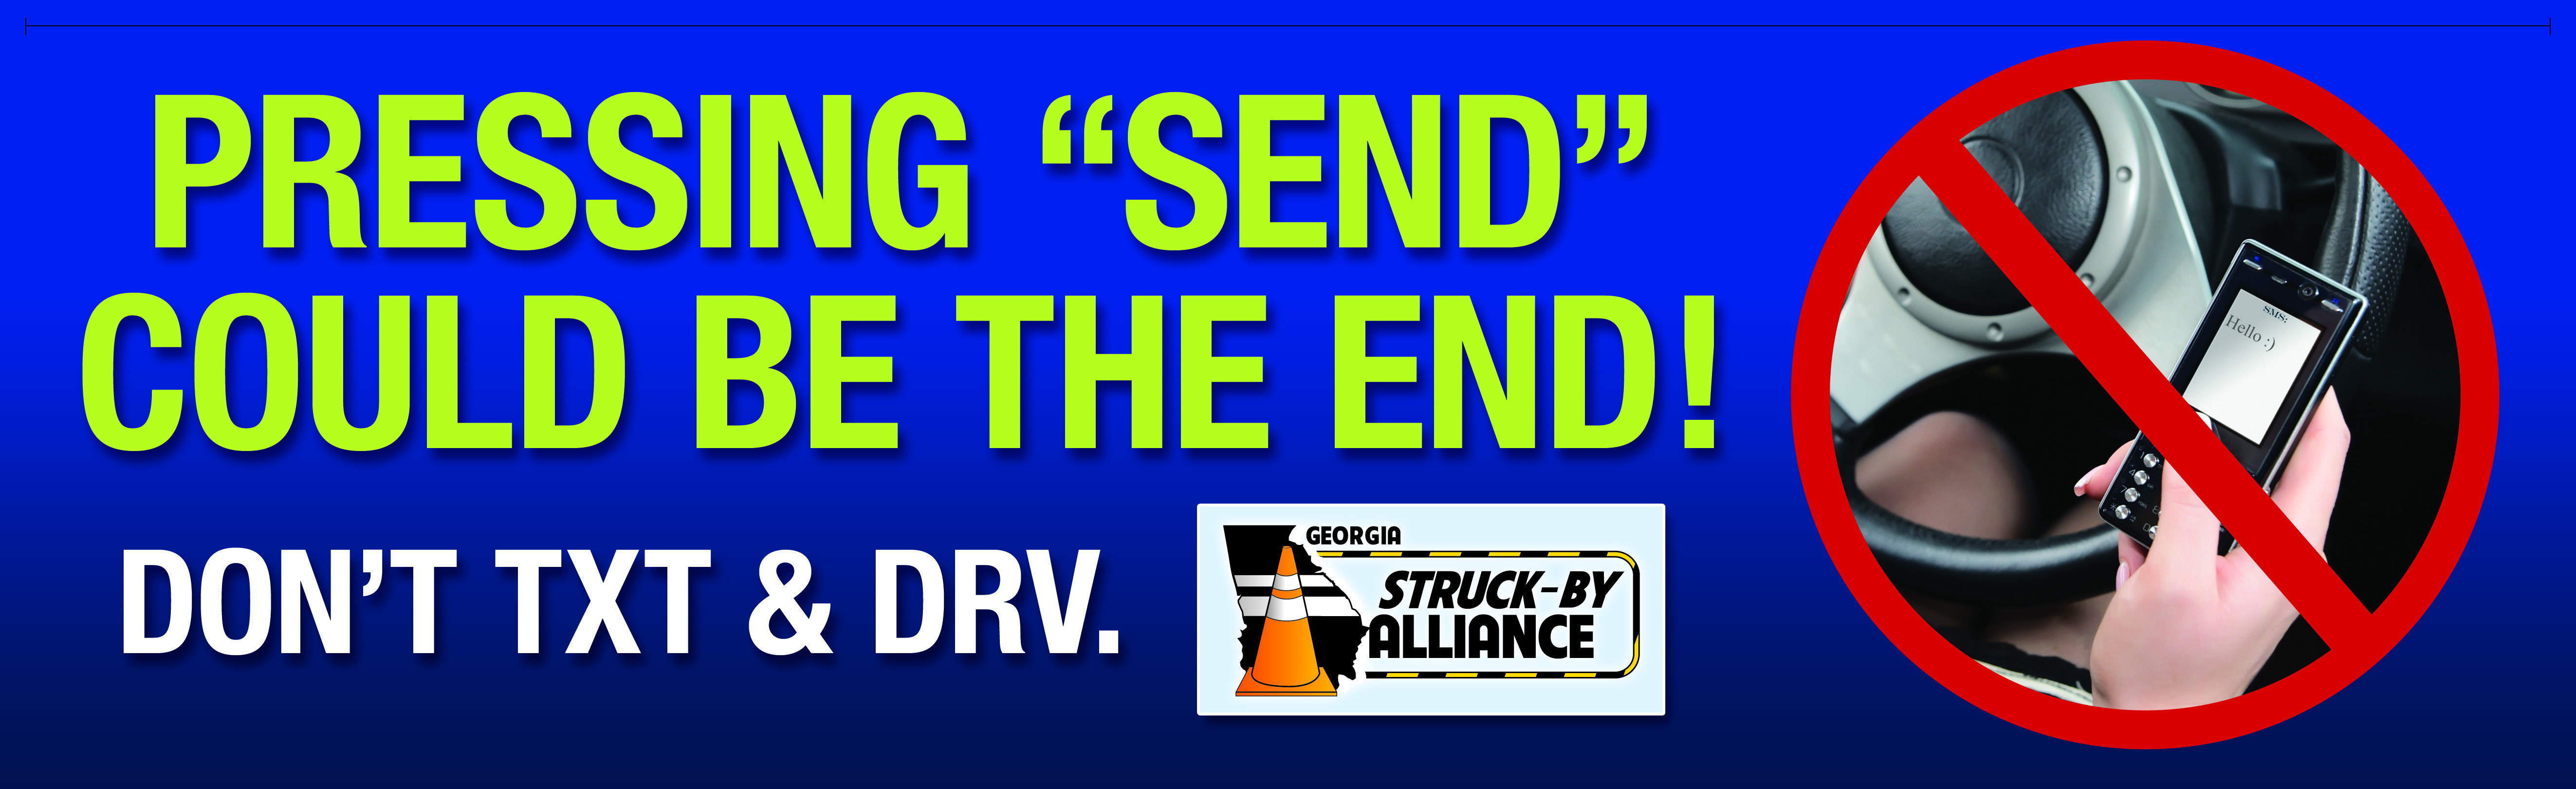 PRESSING “SEND”
COULD BE THE END!
DON’T TXT & DRV.
GEORGIA
STRUCK-BY
ALLIANCE
SMS:
Hello :)